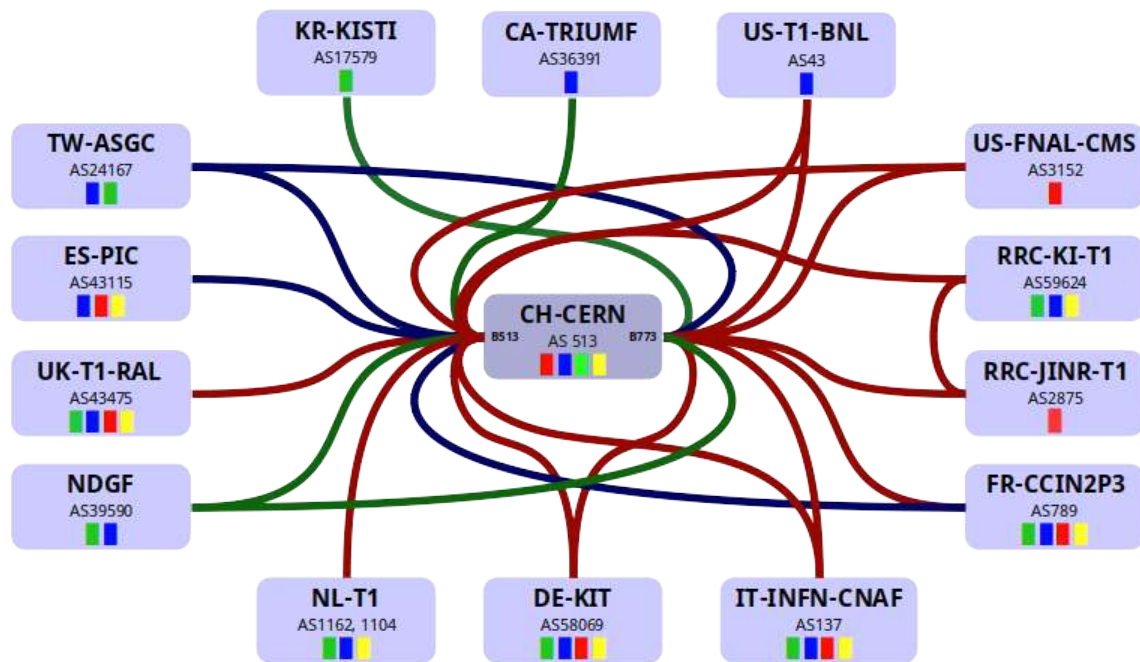 KR-KISTI
AS17579
CA-TRIUMF
AS36391
US-T1-BNL
AS43
TW-ASGC
AS24167
US-FNAL-CMS
AS3152
ES-PIC
AS43115
RRC-KI-T1
AS59624
CH-CERN
B513
AS 513
B773
UK-T1-RAL
AS43475
RRC-JINR-T1
AS2875
NDGF
AS39590
FR-CCIN2P3
AS789
NL-T1
AS1162, 1104
DE-KIT
AS58069
IT-INFN-CNAF
AS137